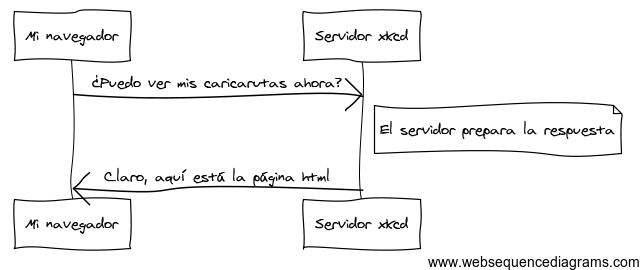 Mi navegador
Servidor xkcd
¿Puedo ver mis caricarutas ahora?
El servidor prepara la respuesta
Claro, aquí está la página html
Mi navegador
Servidor xkcd
www.websequencediagrams.com